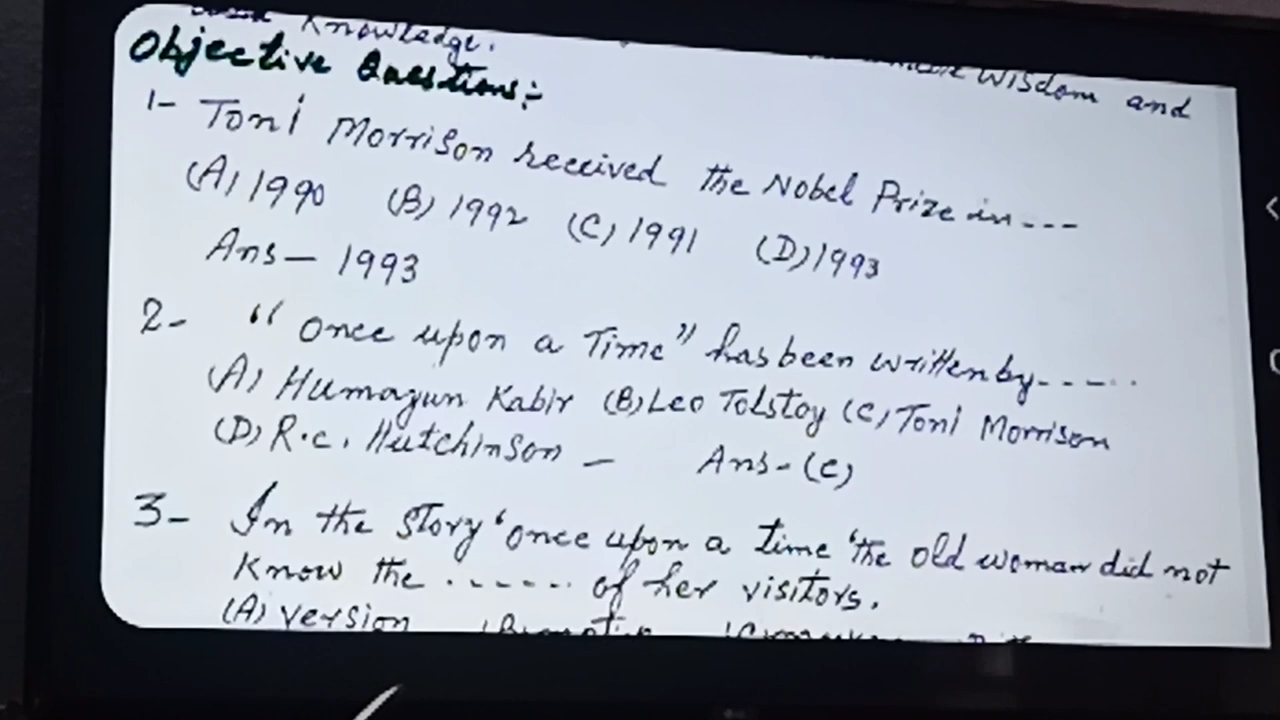 Knowledge.
Wisdom and
Objective Questions:-
1- Toni Morrison received the Nobel Prize in---
(A) 1990 (B) 1992 (C) 1991 (D) 1993
Ans- 1993
2- "once upon a Time" has been written by-----
(A) Humayun Kabir (B) Leo Tolstoy (C) Toni Morrison
(D) R.C. Hutchinson - Ans-(C)
3- In the story 'once upon a time 'the old woman did not
Know the ------ of her visitors.
(A) version